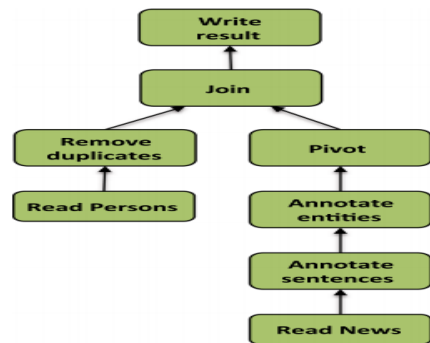 Write
result
Join
Remove
duplicates
Pivot
Read Persons
Annotate
entities
Annotate
sentences
Read News